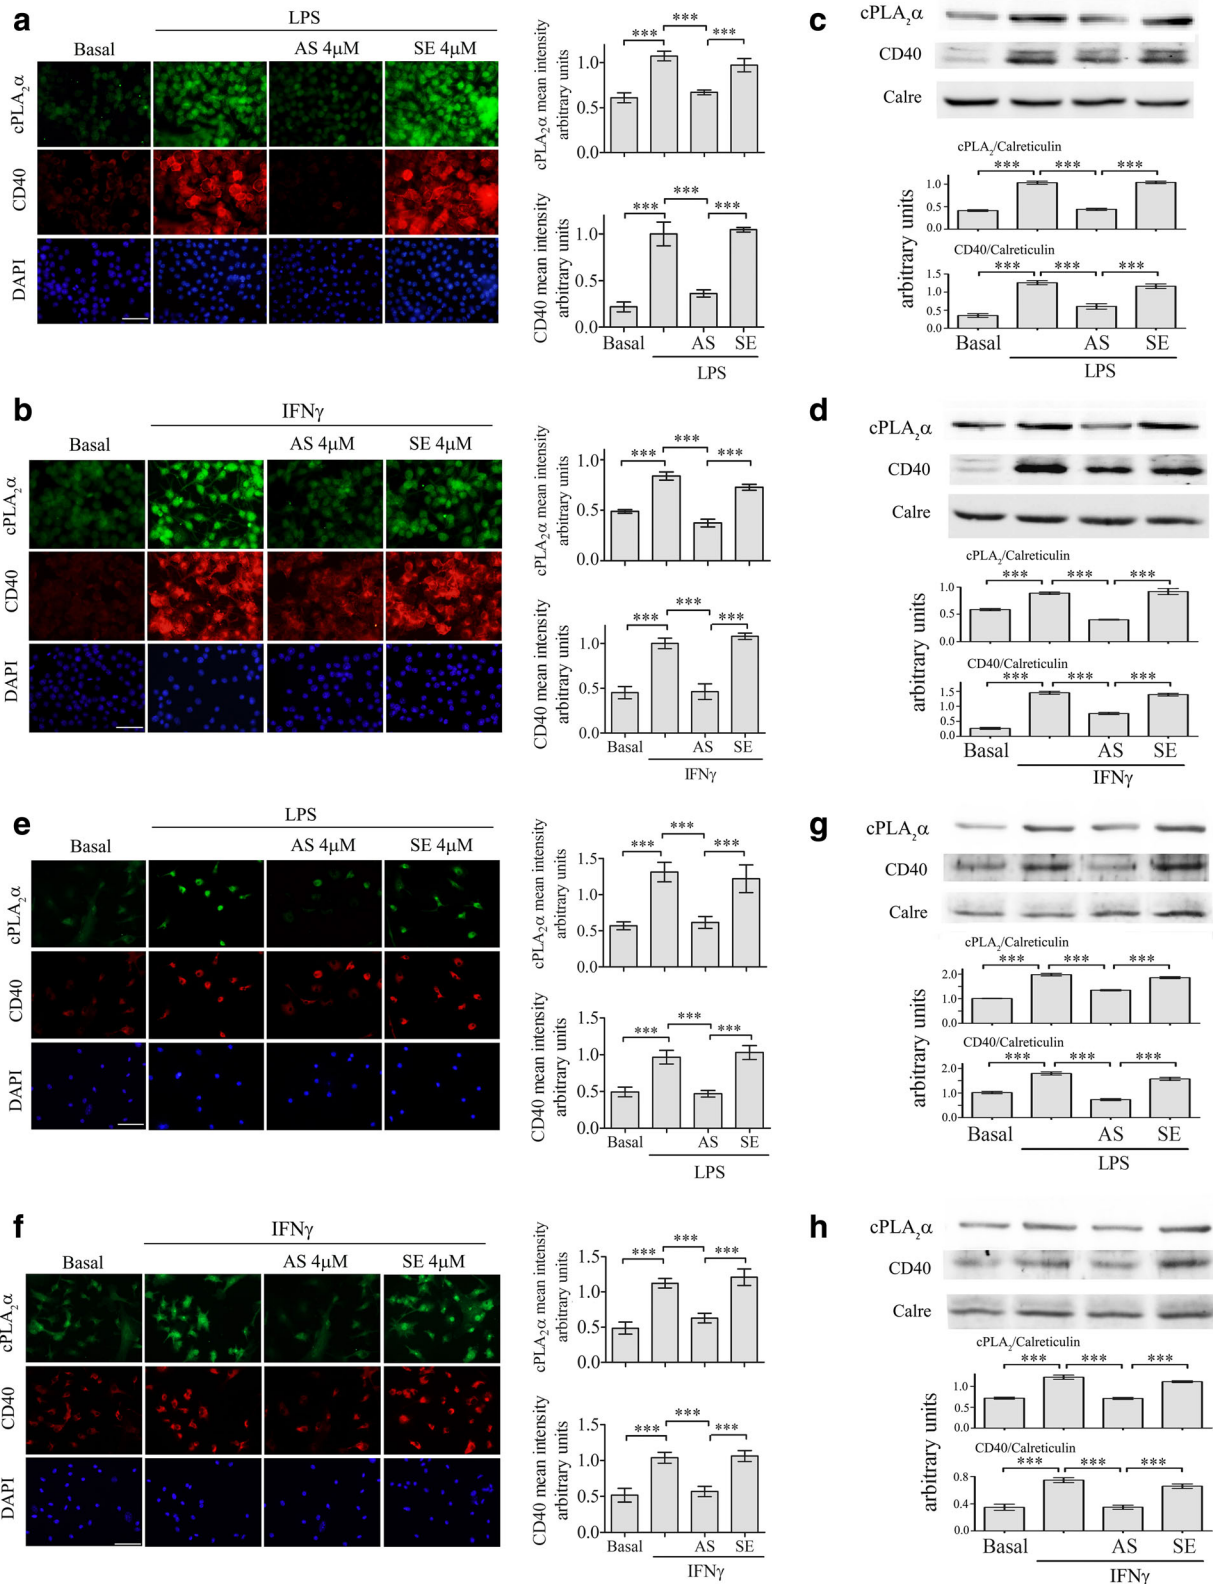 a
LPS
Basal
AS 4μM
SE 4μM
cPLA₂α
CD40
DAPI
cPLA₂α mean intensity
arbitrary units
1.0
0.5
0.0
***
***
***
CD40 mean intensity
arbitrary units
1.0
0.5
0.0
***
***
***
Basal
AS
SE
LPS
c
cPLA₂α
CD40
Calre
cPLA₂/Calreticulin
***
***
***
1.0
0.5
0.0
CD40/Calreticulin
***
***
***
1.5
1.0
0.5
0.0
arbitrary units
Basal
AS
SE
LPS
b
IFNγ
Basal
AS 4μM
SE 4μM
cPLA₂α
CD40
DAPI
cPLA₂α mean intensity
arbitrary units
1.0
0.5
0.0
***
***
***
CD40 mean intensity
arbitrary units
1.0
0.5
0.0
***
***
***
Basal
AS
SE
IFNγ
d
cPLA₂α
CD40
Calre
cPLA₂/Calreticulin
***
***
***
1.0
0.5
0.0
CD40/Calreticulin
***
***
***
1.5
1.0
0.5
0.0
arbitrary units
Basal
AS
SE
IFNγ
e
LPS
Basal
AS 4μM
SE 4μM
cPLA₂α
CD40
DAPI
cPLA₂α mean intensity
arbitrary units
1.5
1.0
0.5
0.0
***
***
***
CD40 mean intensity
arbitrary units
1.5
1.0
0.5
0.0
***
***
***
Basal
AS
SE
LPS
g
cPLA₂α
CD40
Calre
cPLA₂/Calreticulin
***
***
***
2.0
1.0
0.0
CD40/Calreticulin
***
***
***
2.0
1.0
0.0
arbitrary units
Basal
AS
SE
LPS
f
IFNγ
Basal
AS 4μM
SE 4μM
cPLA₂α
CD40
DAPI
cPLA₂α mean intensity
arbitrary units
1.5
1.0
0.5
0.0
***
***
***
CD40 mean intensity
arbitrary units
1.5
1.0
0.5
0.0
***
***
***
Basal
AS
SE
IFNγ
h
cPLA₂α
CD40
Calre
cPLA₂/Calreticulin
***
***
***
1.0
0.0
CD40/Calreticulin
***
***
***
0.8
0.4
0.0
arbitrary units
Basal
AS
SE
IFNγ